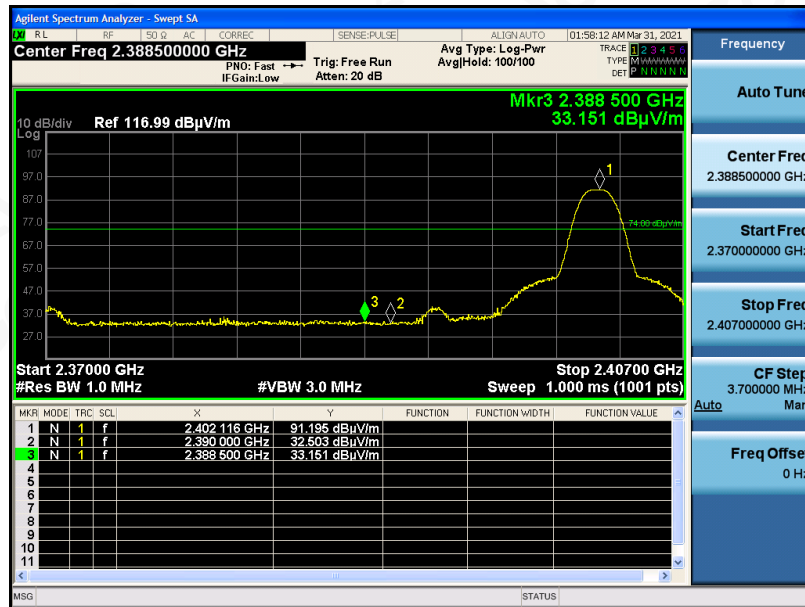 Agilent Spectrum Analyzer - Swept SA
LXI RL RF 50 Ω AC CORREC SENSE:PULSE ALIGN AUTO 01:58:12 AM Mar 31, 2021
Center Freq 2.388500000 GHz
PNO: Fast
IFGain:Low
Trig: Free Run
Atten: 20 dB
Avg Type: Log-Pwr
Avg|Hold: 100/100
TRACE 1 2 3 4 5 6
TYPE M W W W W W
DET P N N N N N
Mkr3 2.388 500 GHz
33.151 dBµV/m
10 dB/div Ref 116.99 dBµV/m
Log
107
97.0
87.0
77.0
67.0
57.0
47.0
37.0
27.0
74.00 dBµV/m
1
2
3
Start 2.37000 GHz Stop 2.40700 GHz
#Res BW 1.0 MHz #VBW 3.0 MHz Sweep 1.000 ms (1001 pts)
MKR MODE TRC SCL X Y FUNCTION FUNCTION WIDTH FUNCTION VALUE
1 N 1 f 2.402 116 GHz 91.195 dBµV/m
2 N 1 f 2.390 000 GHz 32.503 dBµV/m
3 N 1 f 2.388 500 GHz 33.151 dBµV/m
4
5
6
7
8
9
10
11
MSG STATUS
Frequency
Auto Tune
Center Freq
2.388500000 GHz
Start Freq
2.370000000 GHz
Stop Freq
2.407000000 GHz
CF Step
3.700000 MHz
Auto Man
Freq Offset
0 Hz